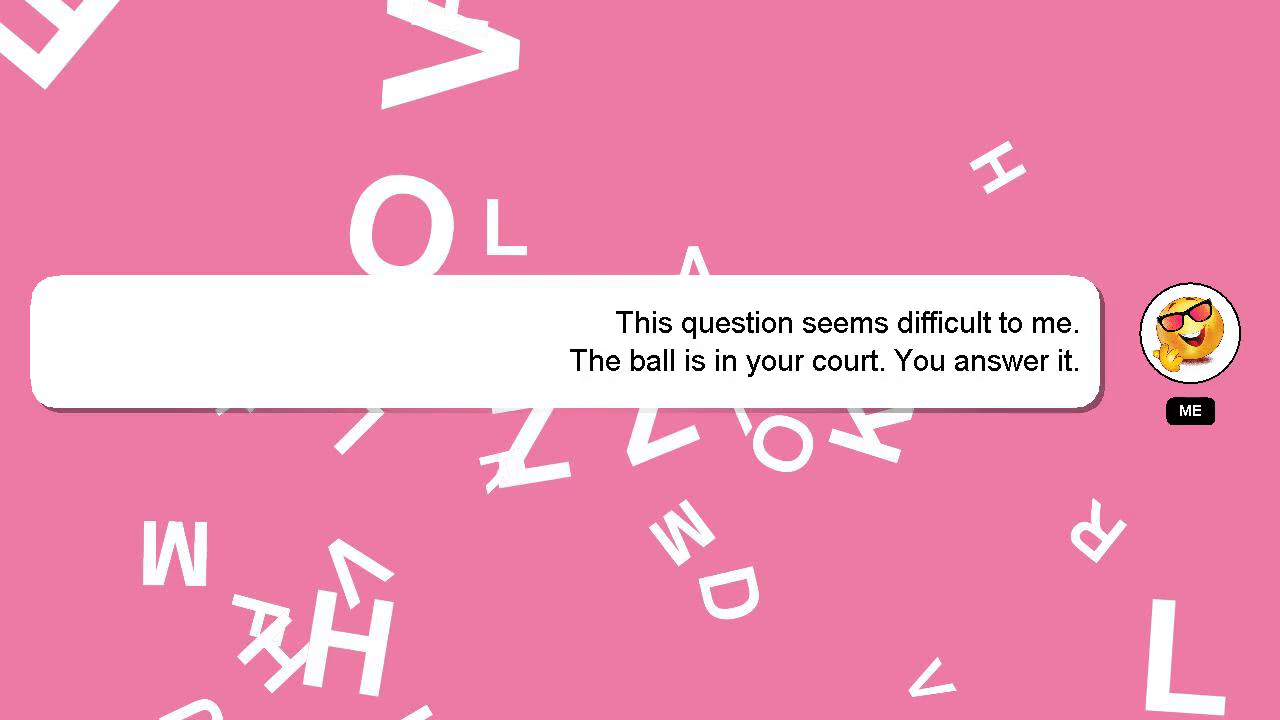 This question seems difficult to me.
The ball is in your court. You answer it.
ME